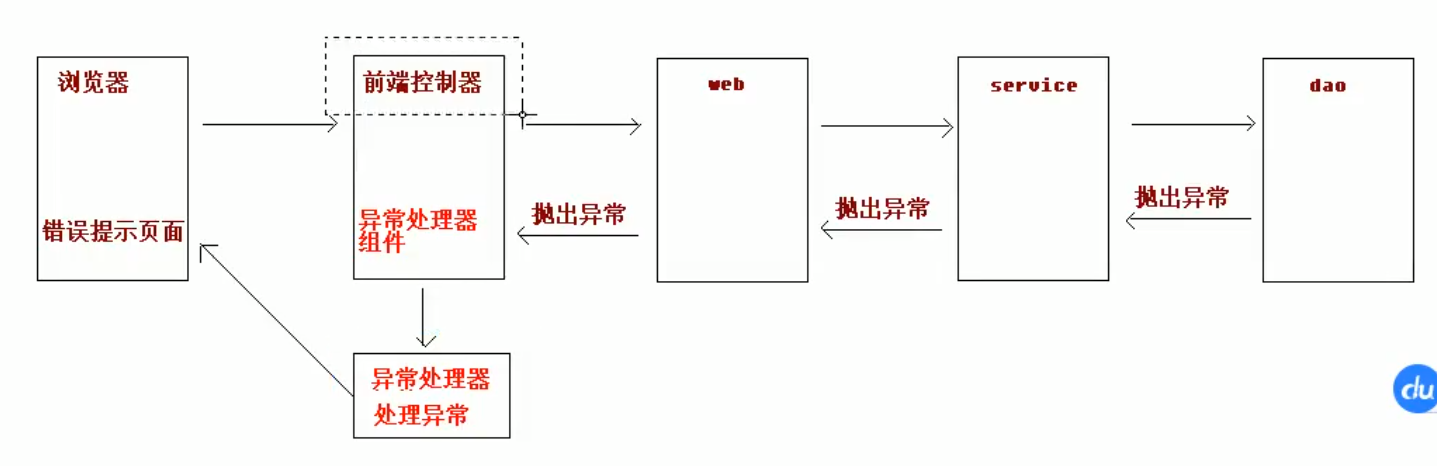 浏览器
前端控制器
web
service
dao
抛出异常
抛出异常
抛出异常
错误提示页面
异常处理器
组件
异常处理器
处理异常
du